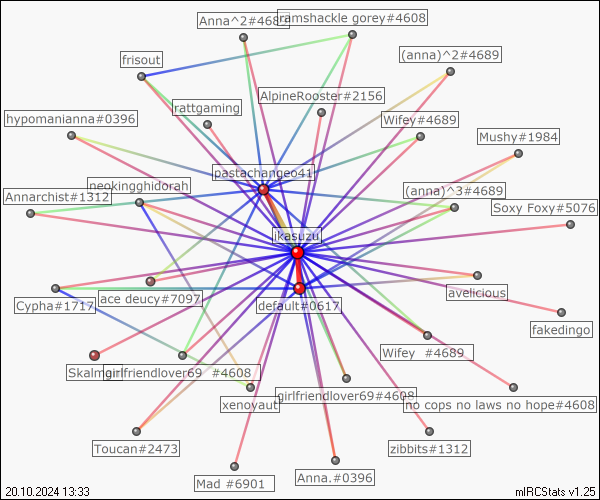 Anna^2#4689
ramshackle gorey#4608
(anna)^2#4689
frisout
AlpineRooster#2156
rattgaming
hypomanianna#0396
Wifey#4689
Mushy#1984
pastachangeo41
neokingghidorah
(anna)^3#4689
Annarchist#1312
Soxy Foxy#5076
ikasuzu
avelicious
ace deucy#7097
Cypha#1717
default#0617
fakedingo
Wifey #4689
Skalm
girlfriendlover69 #4608
xenoyaut
girlfriendlover69#4608
no cops no laws no hope#4608
Toucan#2473
zibbits#1312
Mad #6901
Anna.#0396
20.10.2024 13:33
mIRCStats v1.25